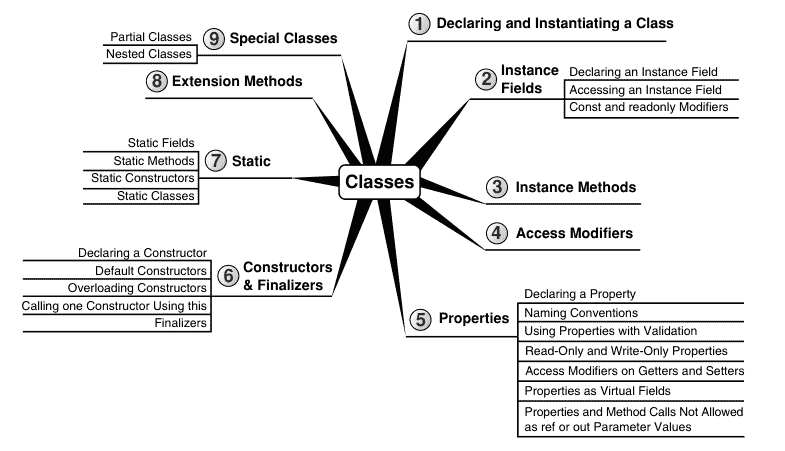 Classes
1 Declaring and Instantiating a Class
2 Instance
Fields
Declaring an Instance Field
Accessing an Instance Field
Const and readonly Modifiers
3 Instance Methods
4 Access Modifiers
5 Properties
Declaring a Property
Naming Conventions
Using Properties with Validation
Read-Only and Write-Only Properties
Access Modifiers on Getters and Setters
Properties as Virtual Fields
Properties and Method Calls Not Allowed
as ref or out Parameter Values
6 Constructors
& Finalizers
Declaring a Constructor
Default Constructors
Overloading Constructors
Calling one Constructor Using this
Finalizers
7 Static
Static Fields
Static Methods
Static Constructors
Static Classes
8 Extension Methods
9 Special Classes
Partial Classes
Nested Classes